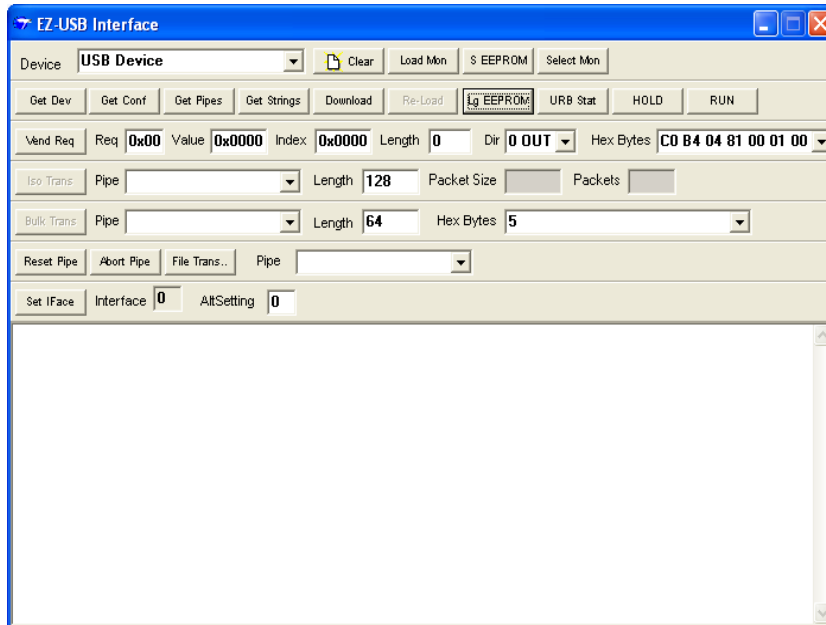 EZ-USB Interface
Device USB Device Clear Load Mon S EEPROM Select Mon
Get Dev Get Conf Get Pipes Get Strings Download Re-Load Lg EEPROM URB Stat HOLD RUN
Vend Req Req 0x00 Value 0x0000 Index 0x0000 Length 0 Dir 0 OUT Hex Bytes C0 B4 04 81 00 01 00
Iso Trans Pipe Length 128 Packet Size Packets
Bulk Trans Pipe Length 64 Hex Bytes 5
Reset Pipe Abort Pipe File Trans.. Pipe
Set IFace Interface 0 AltSetting 0